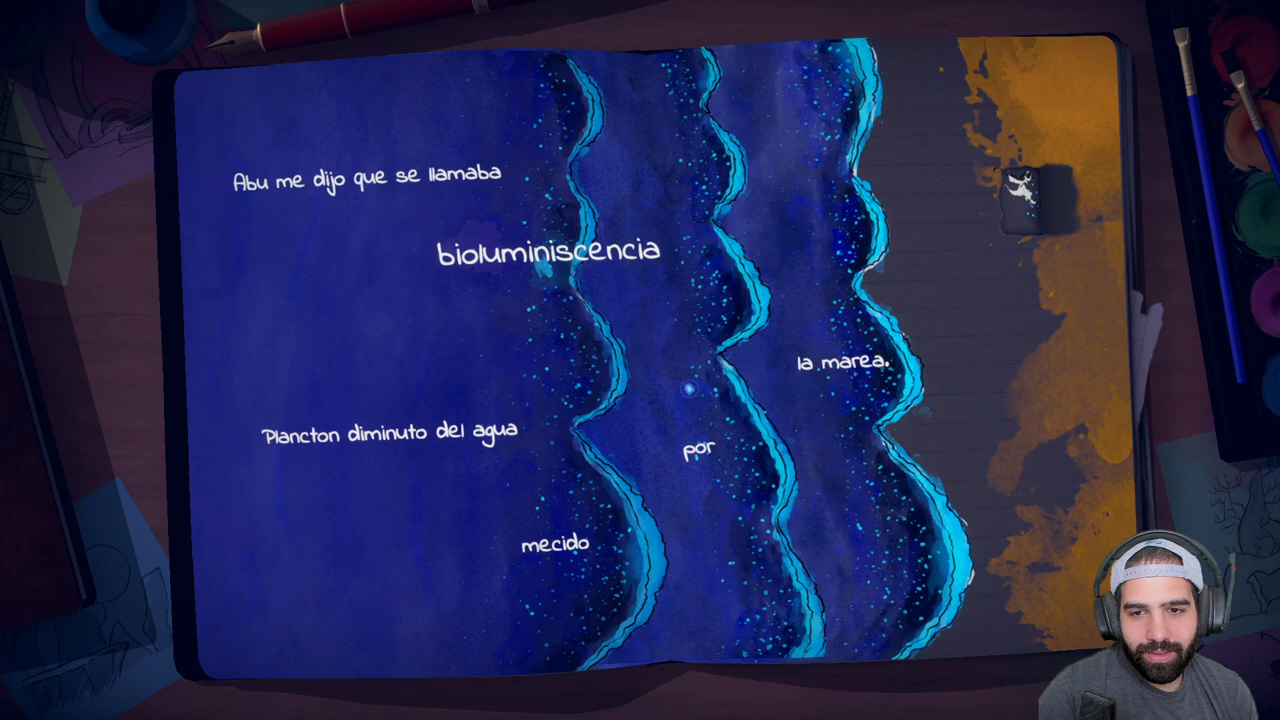 Abu me dijo que se llamaba
bioluminiscencia
Plancton diminuto del agua
mecido
por
la marea.